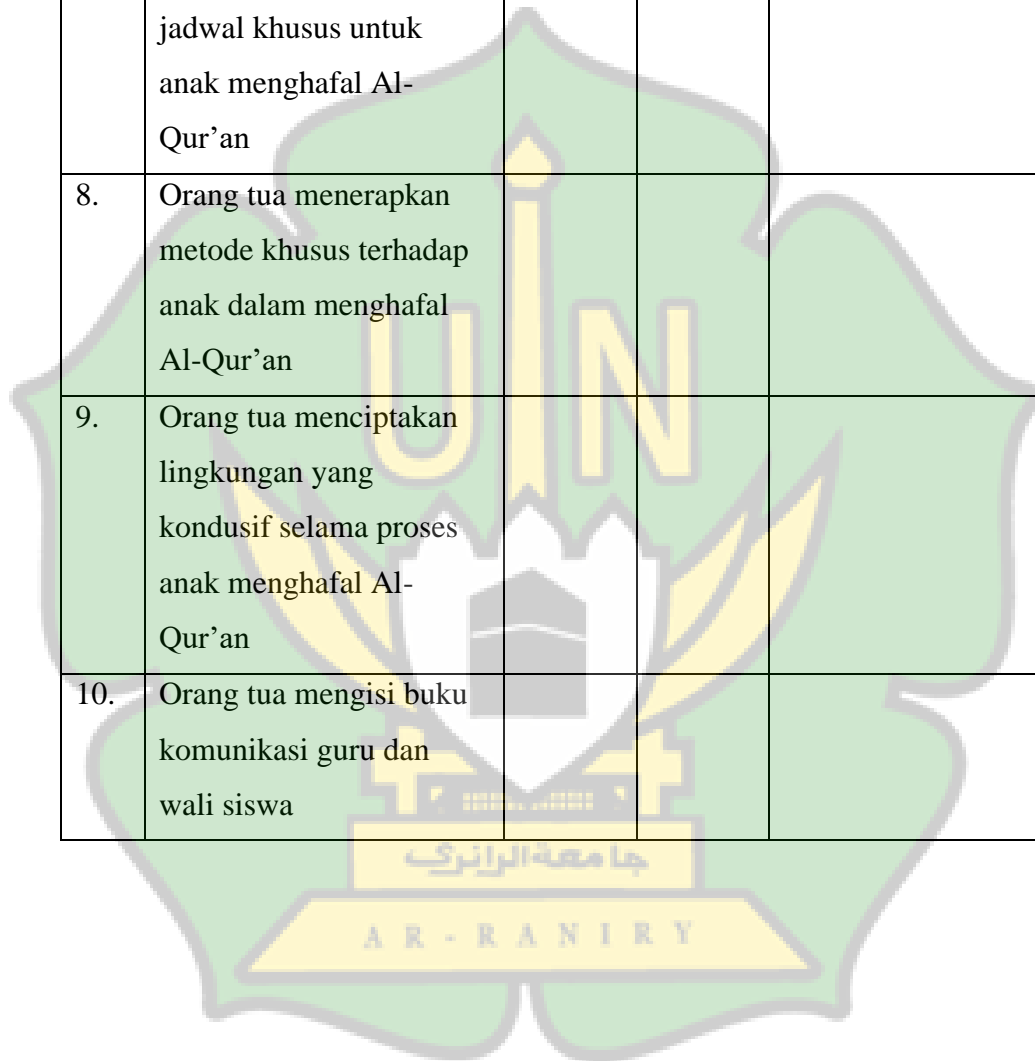 jadwal khusus untuk
anak menghafal Al-
Qur’an
8. Orang tua menerapkan
metode khusus terhadap
anak dalam menghafal
Al-Qur’an
9. Orang tua menciptakan
lingkungan yang
kondusif selama proses
anak menghafal Al-
Qur’an
10. Orang tua mengisi buku
komunikasi guru dan
wali siswa
UIN
جامعةالرانرك
AR-RANIRY